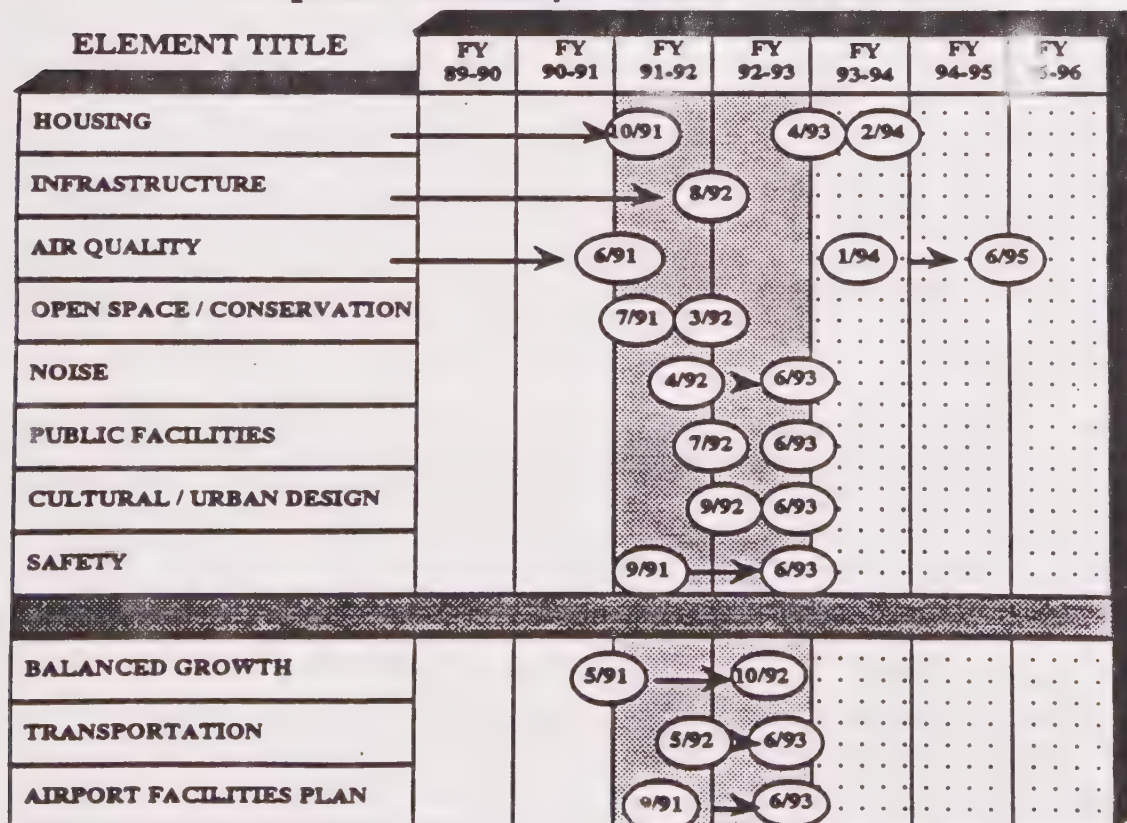 ELEMENT TITLE
FY 89-90 FY 90-91 FY 91-92 FY 92-93 FY 93-94 FY 94-95 FY -96
HOUSING 10/91 4/93 2/94
INFRASTRUCTURE 8/92
AIR QUALITY 6/91 1/94 6/95
OPEN SPACE / CONSERVATION 7/91 3/92
NOISE 4/92 6/93
PUBLIC FACILITIES 7/92 6/93
CULTURAL / URBAN DESIGN 9/92 6/93
SAFETY 9/91 6/93
BALANCED GROWTH 5/91 10/92
TRANSPORTATION 5/92 6/93
AIRPORT FACILITIES PLAN 9/91 6/93